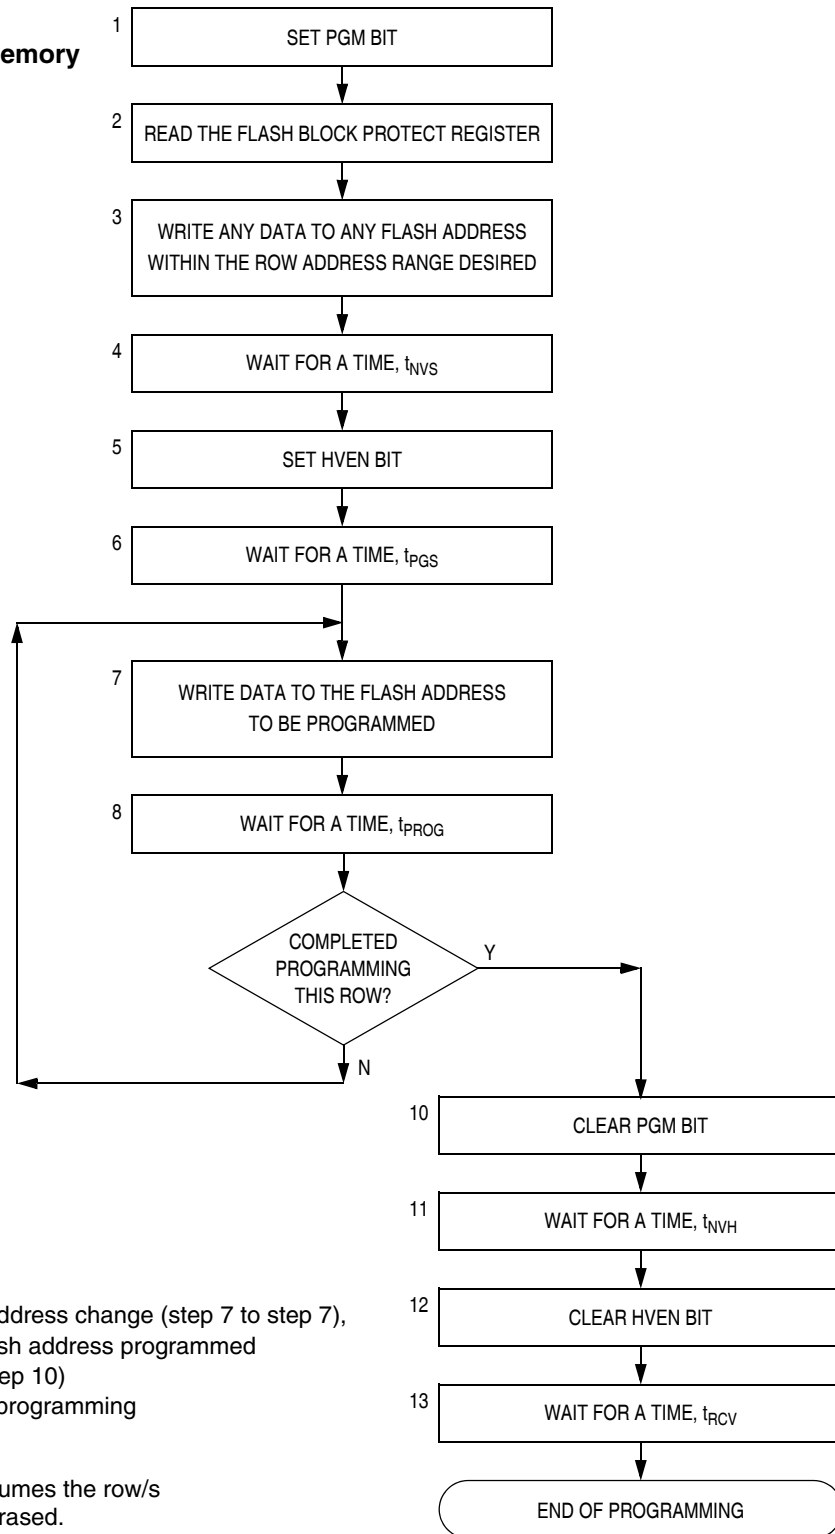 emory
1
SET PGM BIT
2
READ THE FLASH BLOCK PROTECT REGISTER
3
WRITE ANY DATA TO ANY FLASH ADDRESS
WITHIN THE ROW ADDRESS RANGE DESIRED
4
WAIT FOR A TIME, tNVS
5
SET HVEN BIT
6
WAIT FOR A TIME, tPGS
7
WRITE DATA TO THE FLASH ADDRESS
TO BE PROGRAMMED
8
WAIT FOR A TIME, tPROG
COMPLETED
PROGRAMMING
THIS ROW?
Y
N
10
CLEAR PGM BIT
11
WAIT FOR A TIME, tNVH
12
CLEAR HVEN BIT
13
WAIT FOR A TIME, tRCV
END OF PROGRAMMING
ddress change (step 7 to step 7),
sh address programmed
ep 10)
programming
umes the row/s
rased.